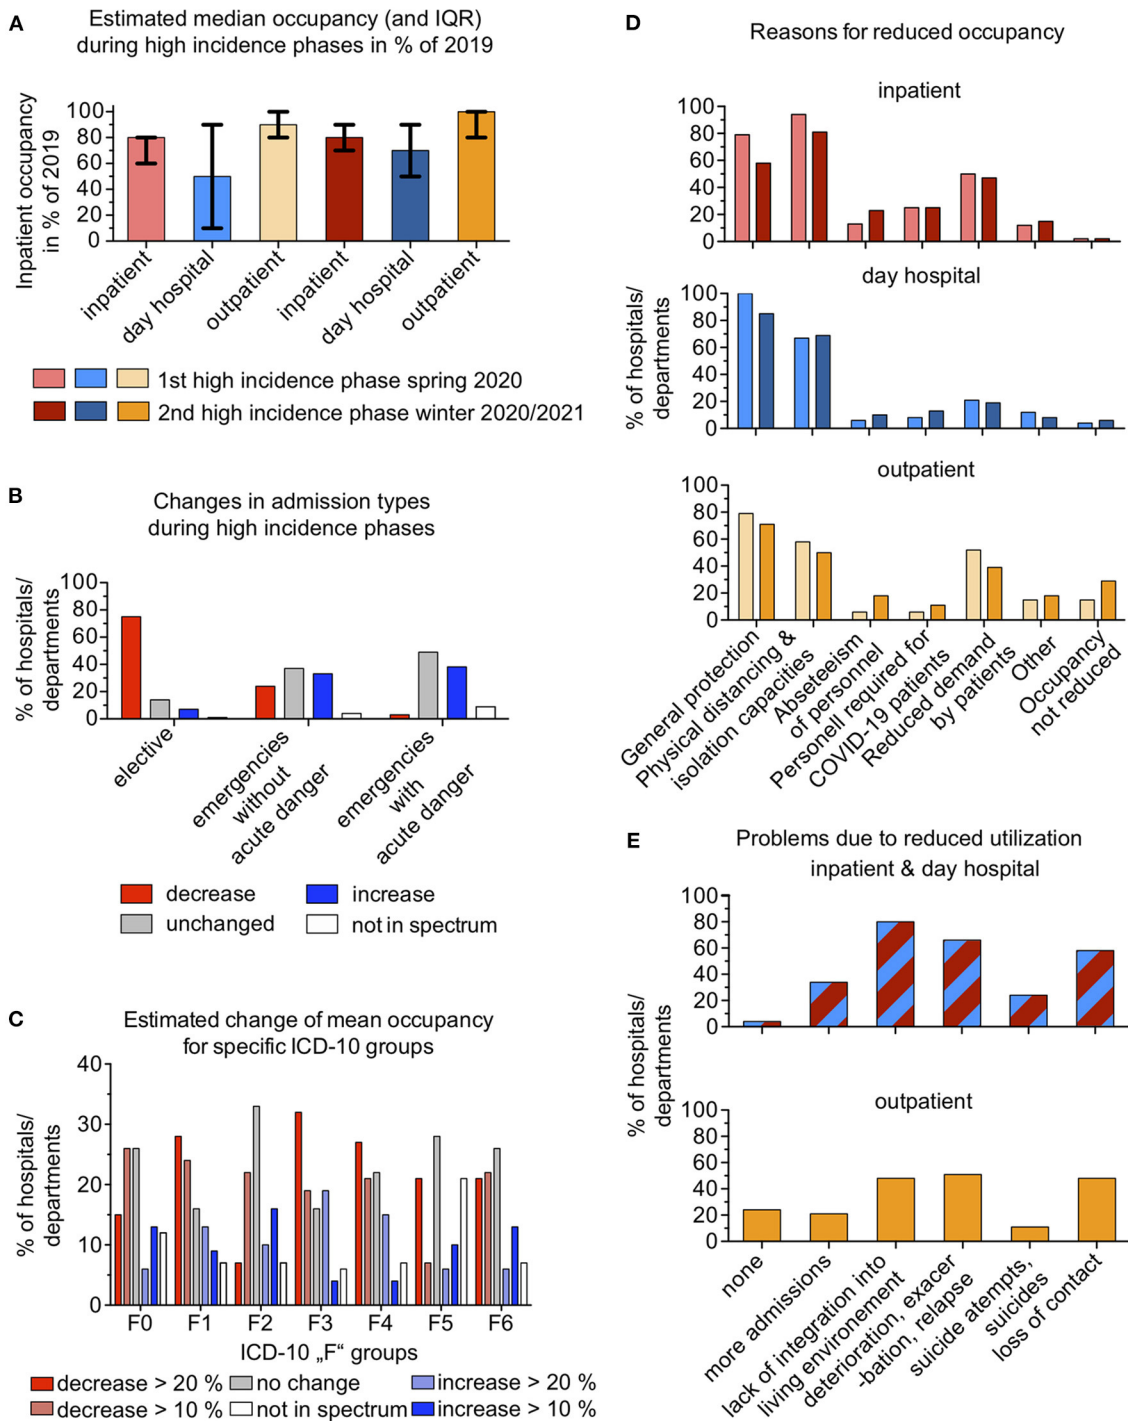 A
Estimated median occupancy (and IQR)
during high incidence phases in % of 2019
Inpatient occupancy
in % of 2019
100
80
60
40
20
0
inpatient
day hospital
outpatient
inpatient
day hospital
outpatient
1st high incidence phase spring 2020
2nd high incidence phase winter 2020/2021
B
Changes in admission types
during high incidence phases
% of hospitals/
departments
100
80
60
40
20
0
elective
emergencies
without
acute danger
emergencies
with
acute danger
decrease
increase
unchanged
not in spectrum
C
Estimated change of mean occupancy
for specific ICD-10 groups
% of hospitals/
departments
40
30
20
10
0
F0 F1 F2 F3 F4 F5 F6
ICD-10 „F“ groups
decrease > 20 %
no change
increase > 20 %
decrease > 10 %
not in spectrum
increase > 10 %
D
Reasons for reduced occupancy
inpatient
100
80
60
40
20
0
day hospital
% of hospitals/
departments
100
80
60
40
20
0
outpatient
100
80
60
40
20
0
General protection
Physical distancing &
isolation capacities
Abseteeism
of personnel
Personell required for
COVID-19 patients
Reduced demand
by patients
Other
Occupancy
not reduced
E
Problems due to reduced utilization
inpatient & day hospital
100
80
60
40
20
0
% of hospitals/
departments
outpatient
100
80
60
40
20
0
none
more admissions
lack of integration into
living environement
deterioration, exacer
-bation, relapse
suicide atempts,
suicides
loss of contact